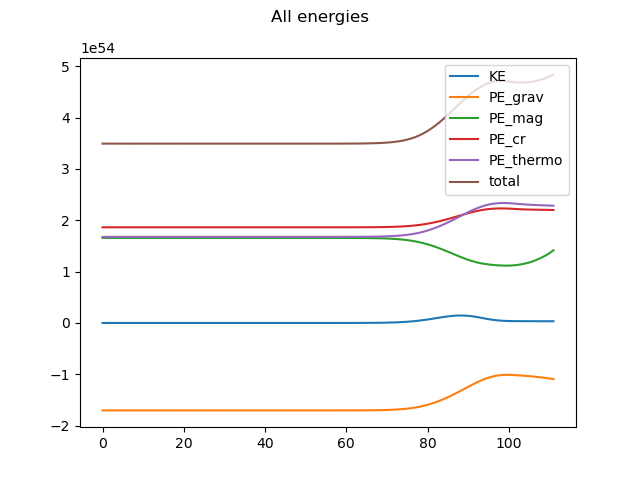 All energies
1e54
5
4
3
2
1
0
−1
−2
0 20 40 60 80 100
KE
PE_grav
PE_mag
PE_cr
PE_thermo
total